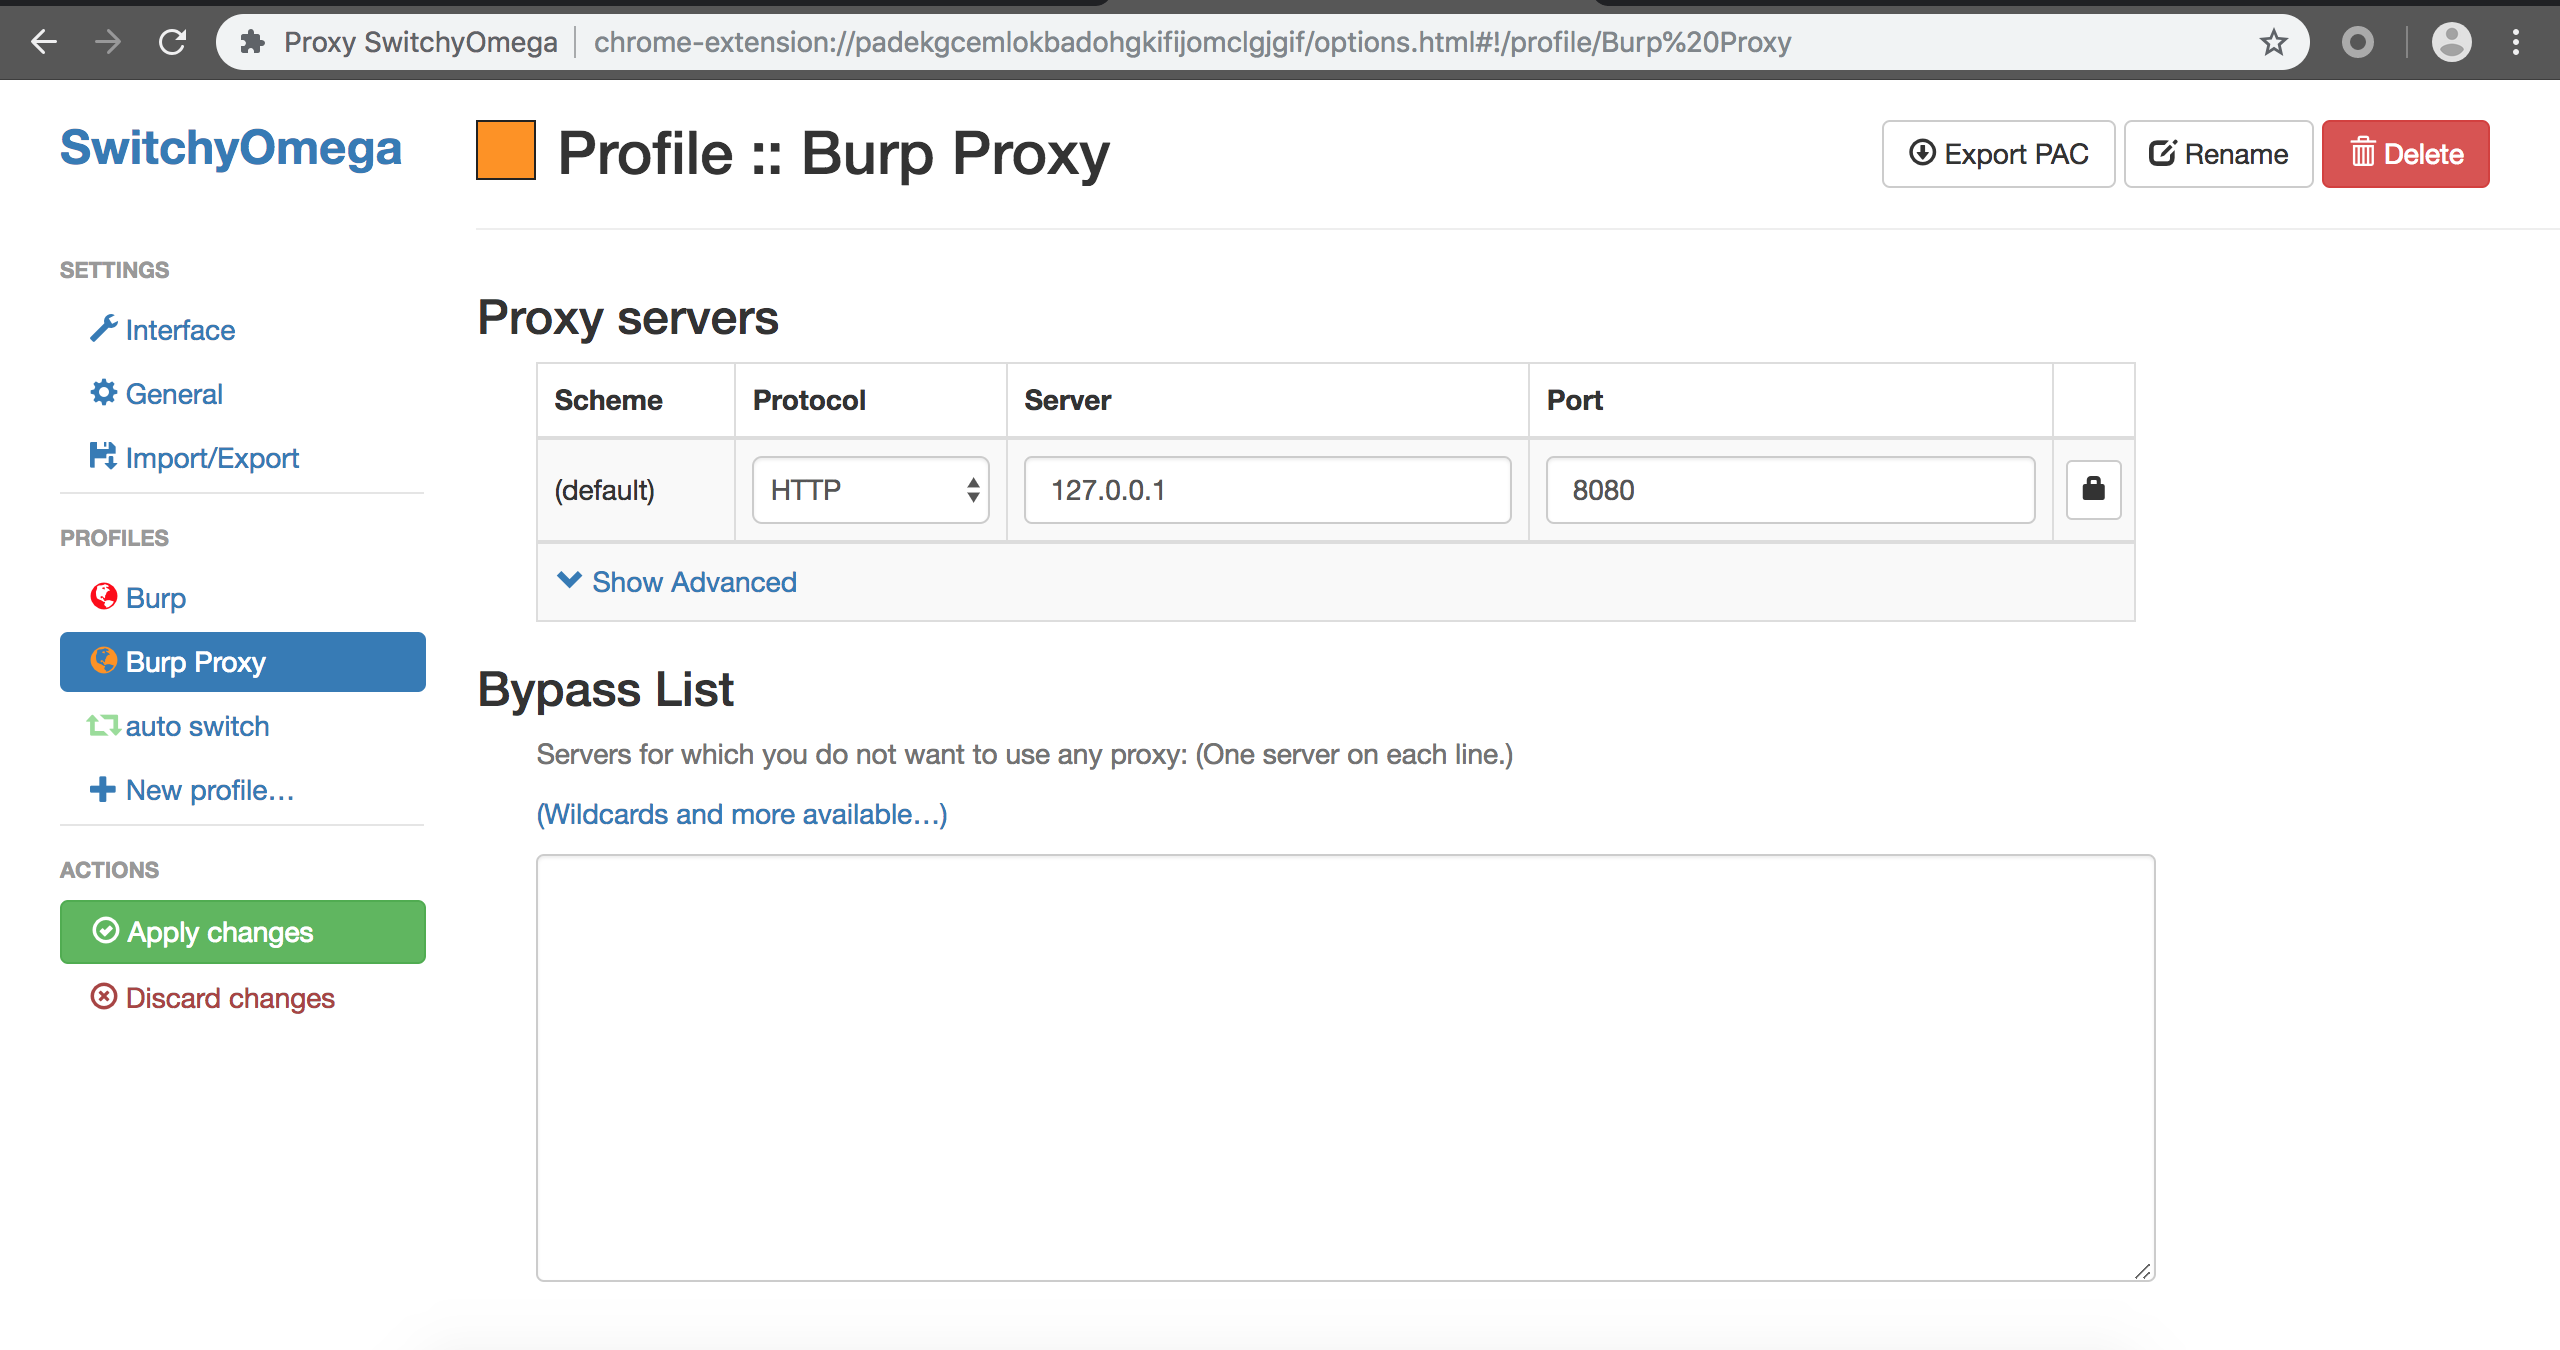 Proxy SwitchyOmega chrome-extension://padekgcemlokbadohgkifijomclgjgif/options.html#!/profile/Burp%20Proxy
SwitchyOmega
Profile :: Burp Proxy
Export PAC
Rename
Delete
SETTINGS
Interface
General
Import/Export
PROFILES
Burp
Burp Proxy
auto switch
New profile...
ACTIONS
Apply changes
Discard changes
Proxy servers
Scheme Protocol Server Port
(default) HTTP 127.0.0.1 8080
Show Advanced
Bypass List
Servers for which you do not want to use any proxy: (One server on each line.)
(Wildcards and more available...)